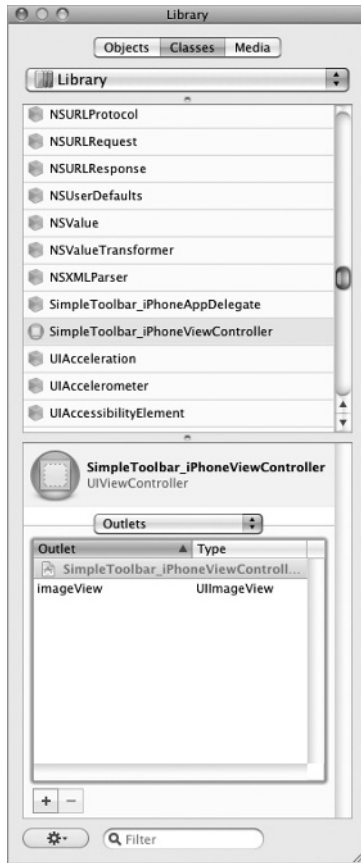 Library
Objects Classes Media
Library
NSURLProtocol
NSURLRequest
NSURLResponse
NSUserDefaults
NSValue
NSValueTransformer
NSXMLParser
SimpleToolbar_iPhoneAppDelegate
SimpleToolbar_iPhoneViewController
UIAcceleration
UIAccelerometer
UIAccessibilityElement
SimpleToolbar_iPhoneViewController
UIViewController
Outlets
Outlet Type
SimpleToolbar_iPhoneViewControll...
imageView UIImageView
+ −
Filter